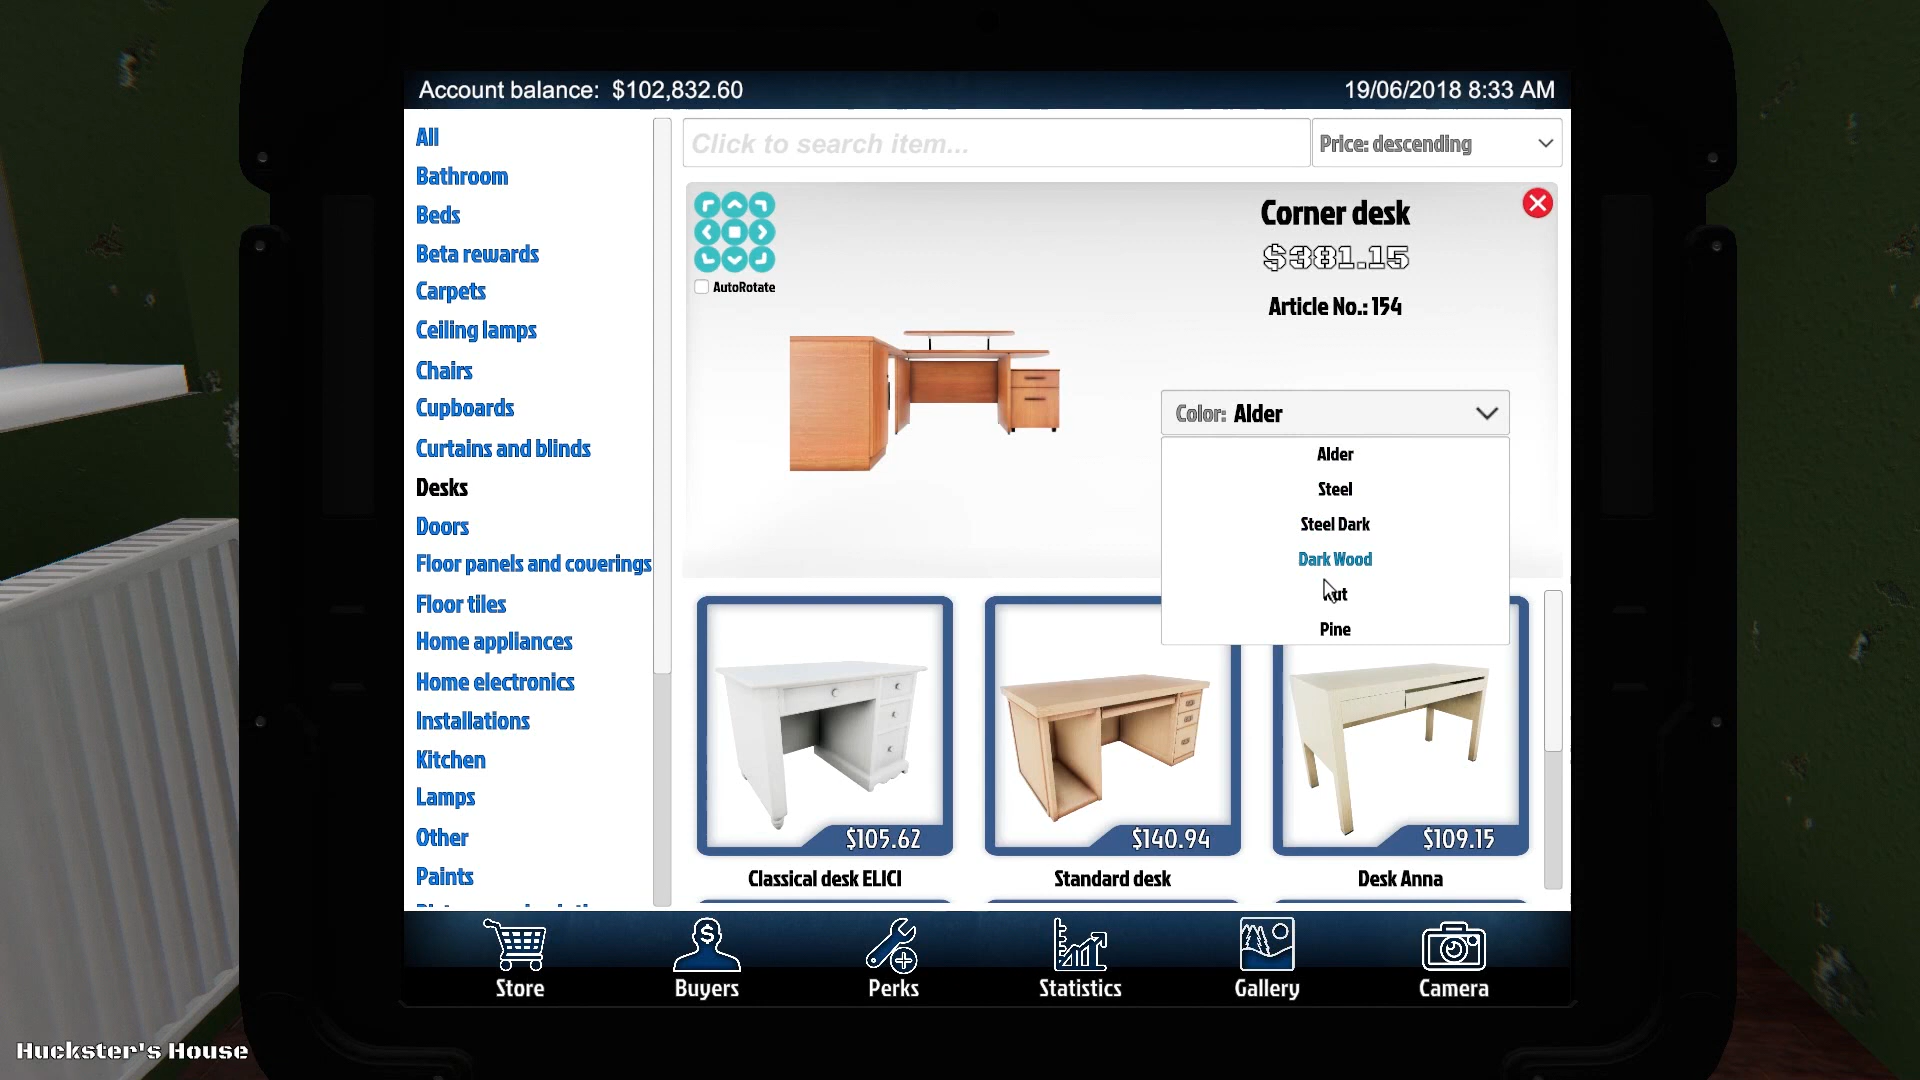 Account balance: $102,832.60
19/06/2018 8:33 AM
All
Bathroom
Beds
Beta rewards
Carpets
Ceiling lamps
Chairs
Cupboards
Curtains and blinds
Desks
Doors
Floor panels and coverings
Floor tiles
Home appliances
Home electronics
Installations
Kitchen
Lamps
Other
Paints
Click to search item...
Price: descending
AutoRotate
Corner desk
$381.15
Article No.: 154
Color: Alder
Alder
Steel
Steel Dark
Dark Wood
Pine
$105.62
$140.94
$109.15
Classical desk ELICI
Standard desk
Desk Anna
Store
Buyers
Perks
Statistics
Gallery
Camera
Huckster's House